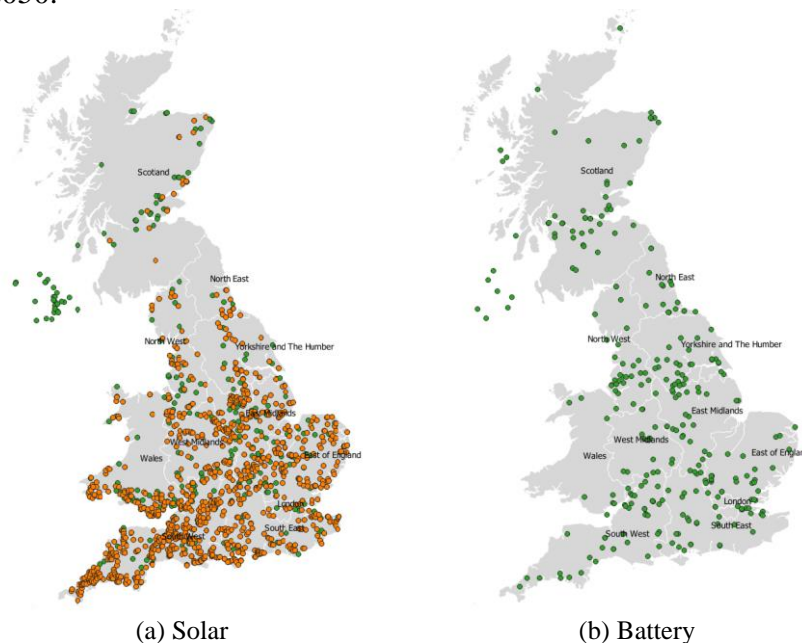 Scotland
North East
North West
Yorkshire and The Humber
East Midlands
West Midlands
Wales
East of England
London
South East
South West
(a) Solar
Scotland
North East
North West
Yorkshire and The Humber
East Midlands
West Midlands
Wales
East of England
London
South East
South West
(b) Battery